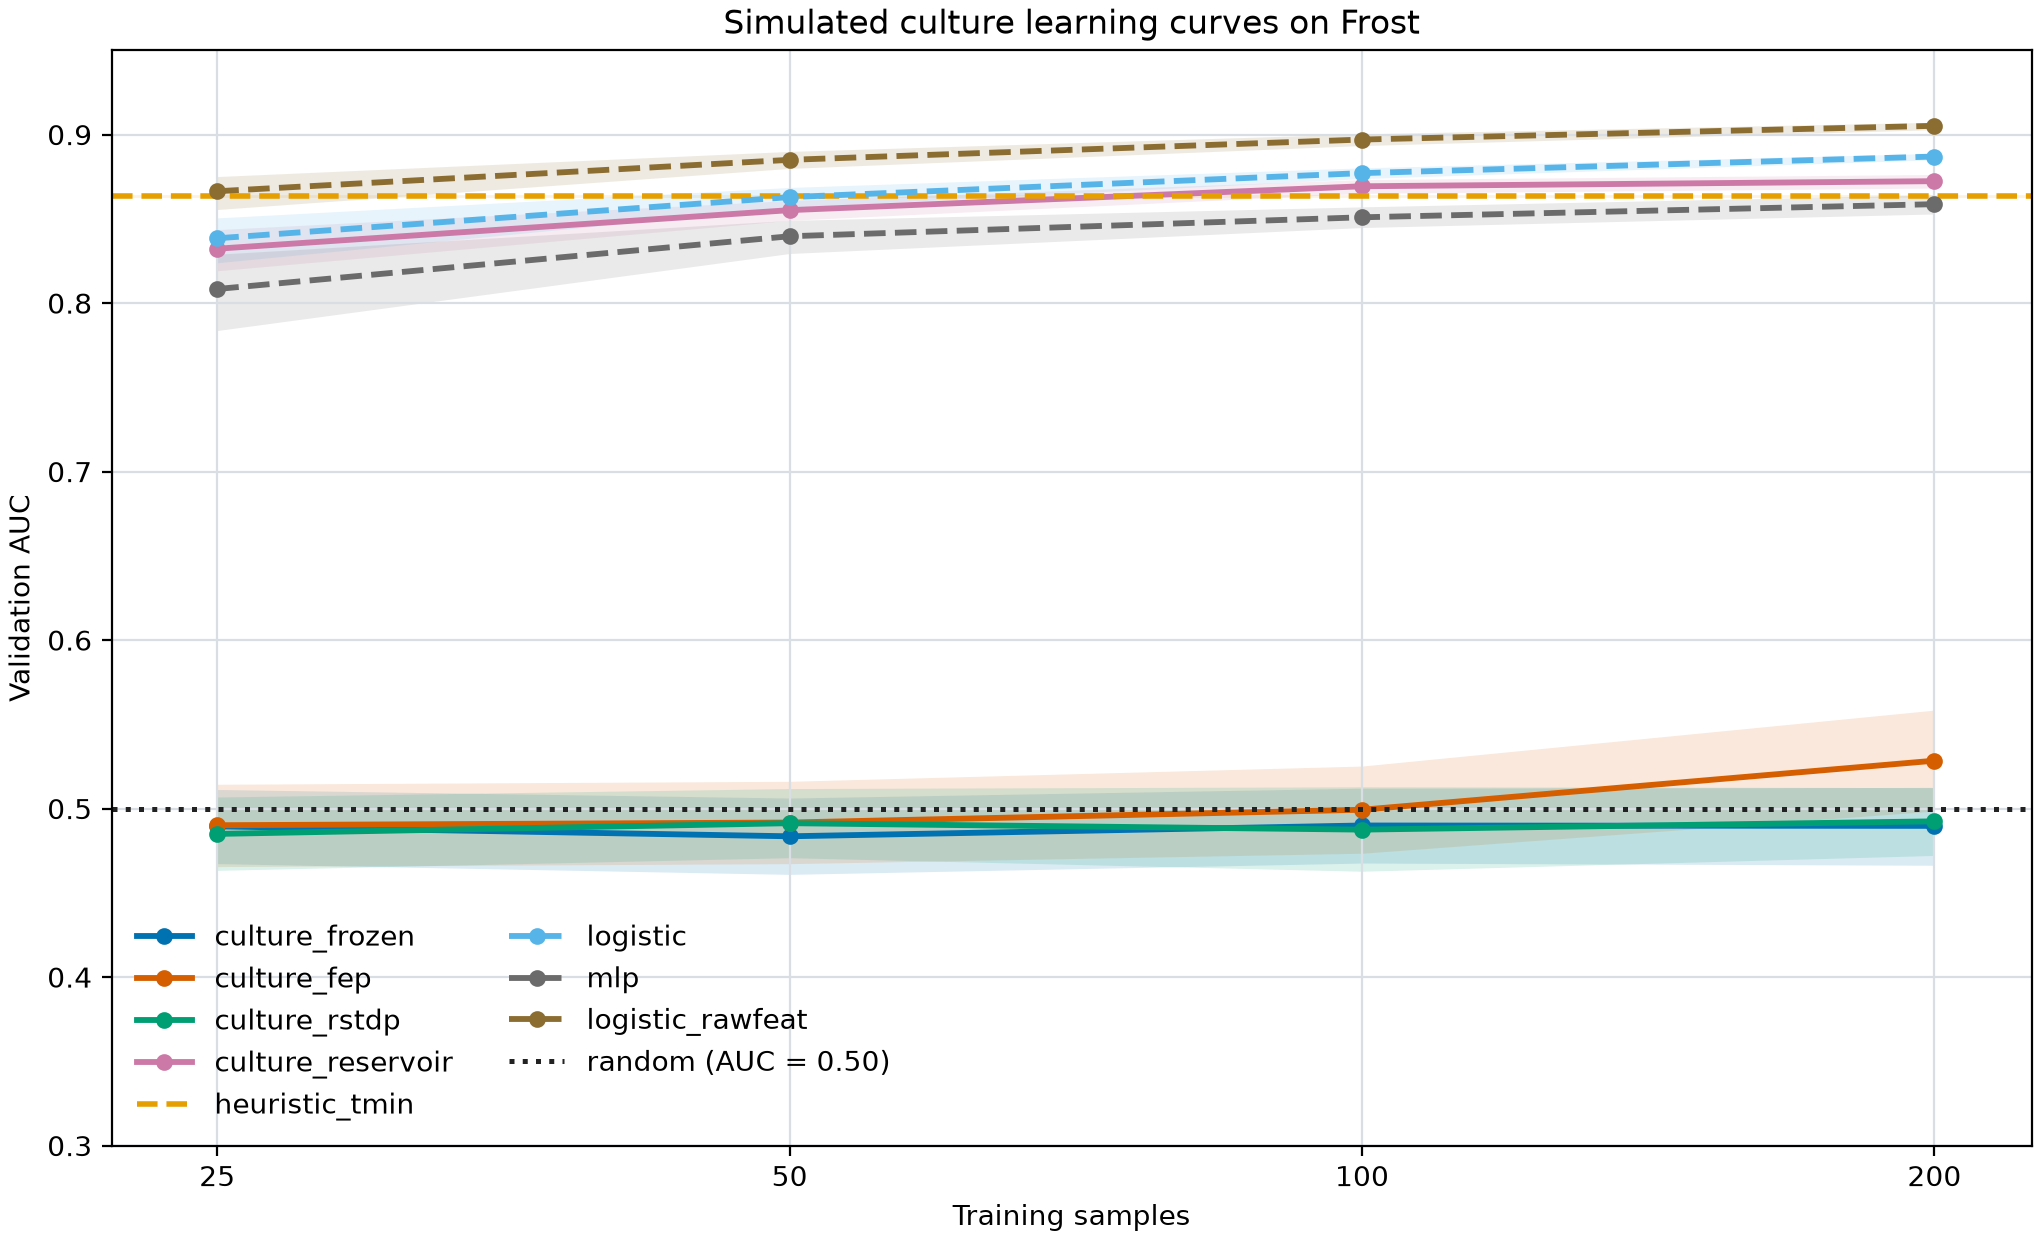 Simulated culture learning curves on Frost
Validation AUC
0.9
0.8
0.7
0.6
0.5
0.4
0.3
culture_frozen
culture_fep
culture_rstdp
culture_reservoir
heuristic_tmin
logistic
mlp
logistic_rawfeat
random (AUC = 0.50)
25 50 100 200
Training samples